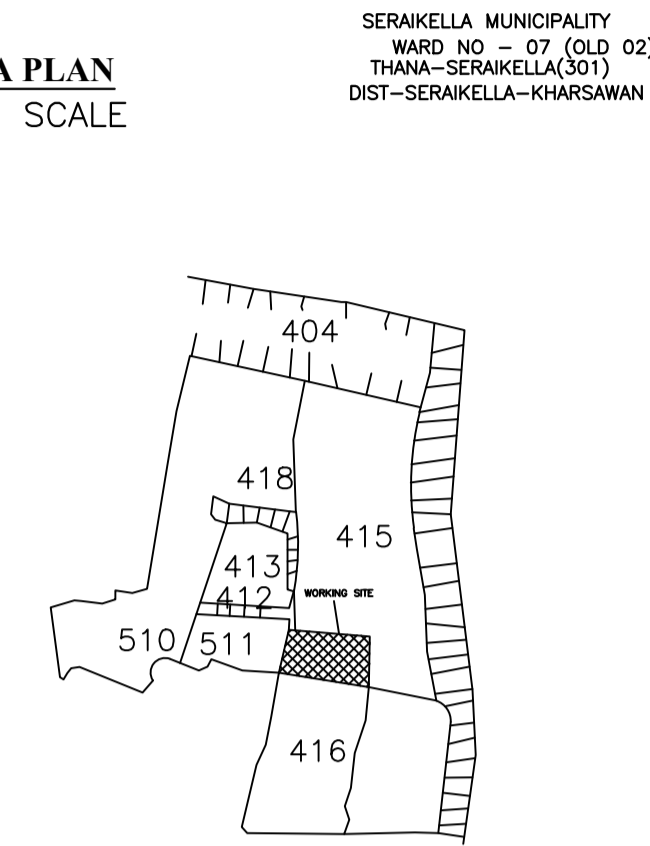 SERAIKELLA MUNICIPALITY
WARD NO – 07 (OLD 02)
THANA–SERAIKELLA(301)
DIST–SERAIKELLA–KHARSAWAN
A PLAN
SCALE
404
418
415
413
412
WORKING SITE
510
511
416